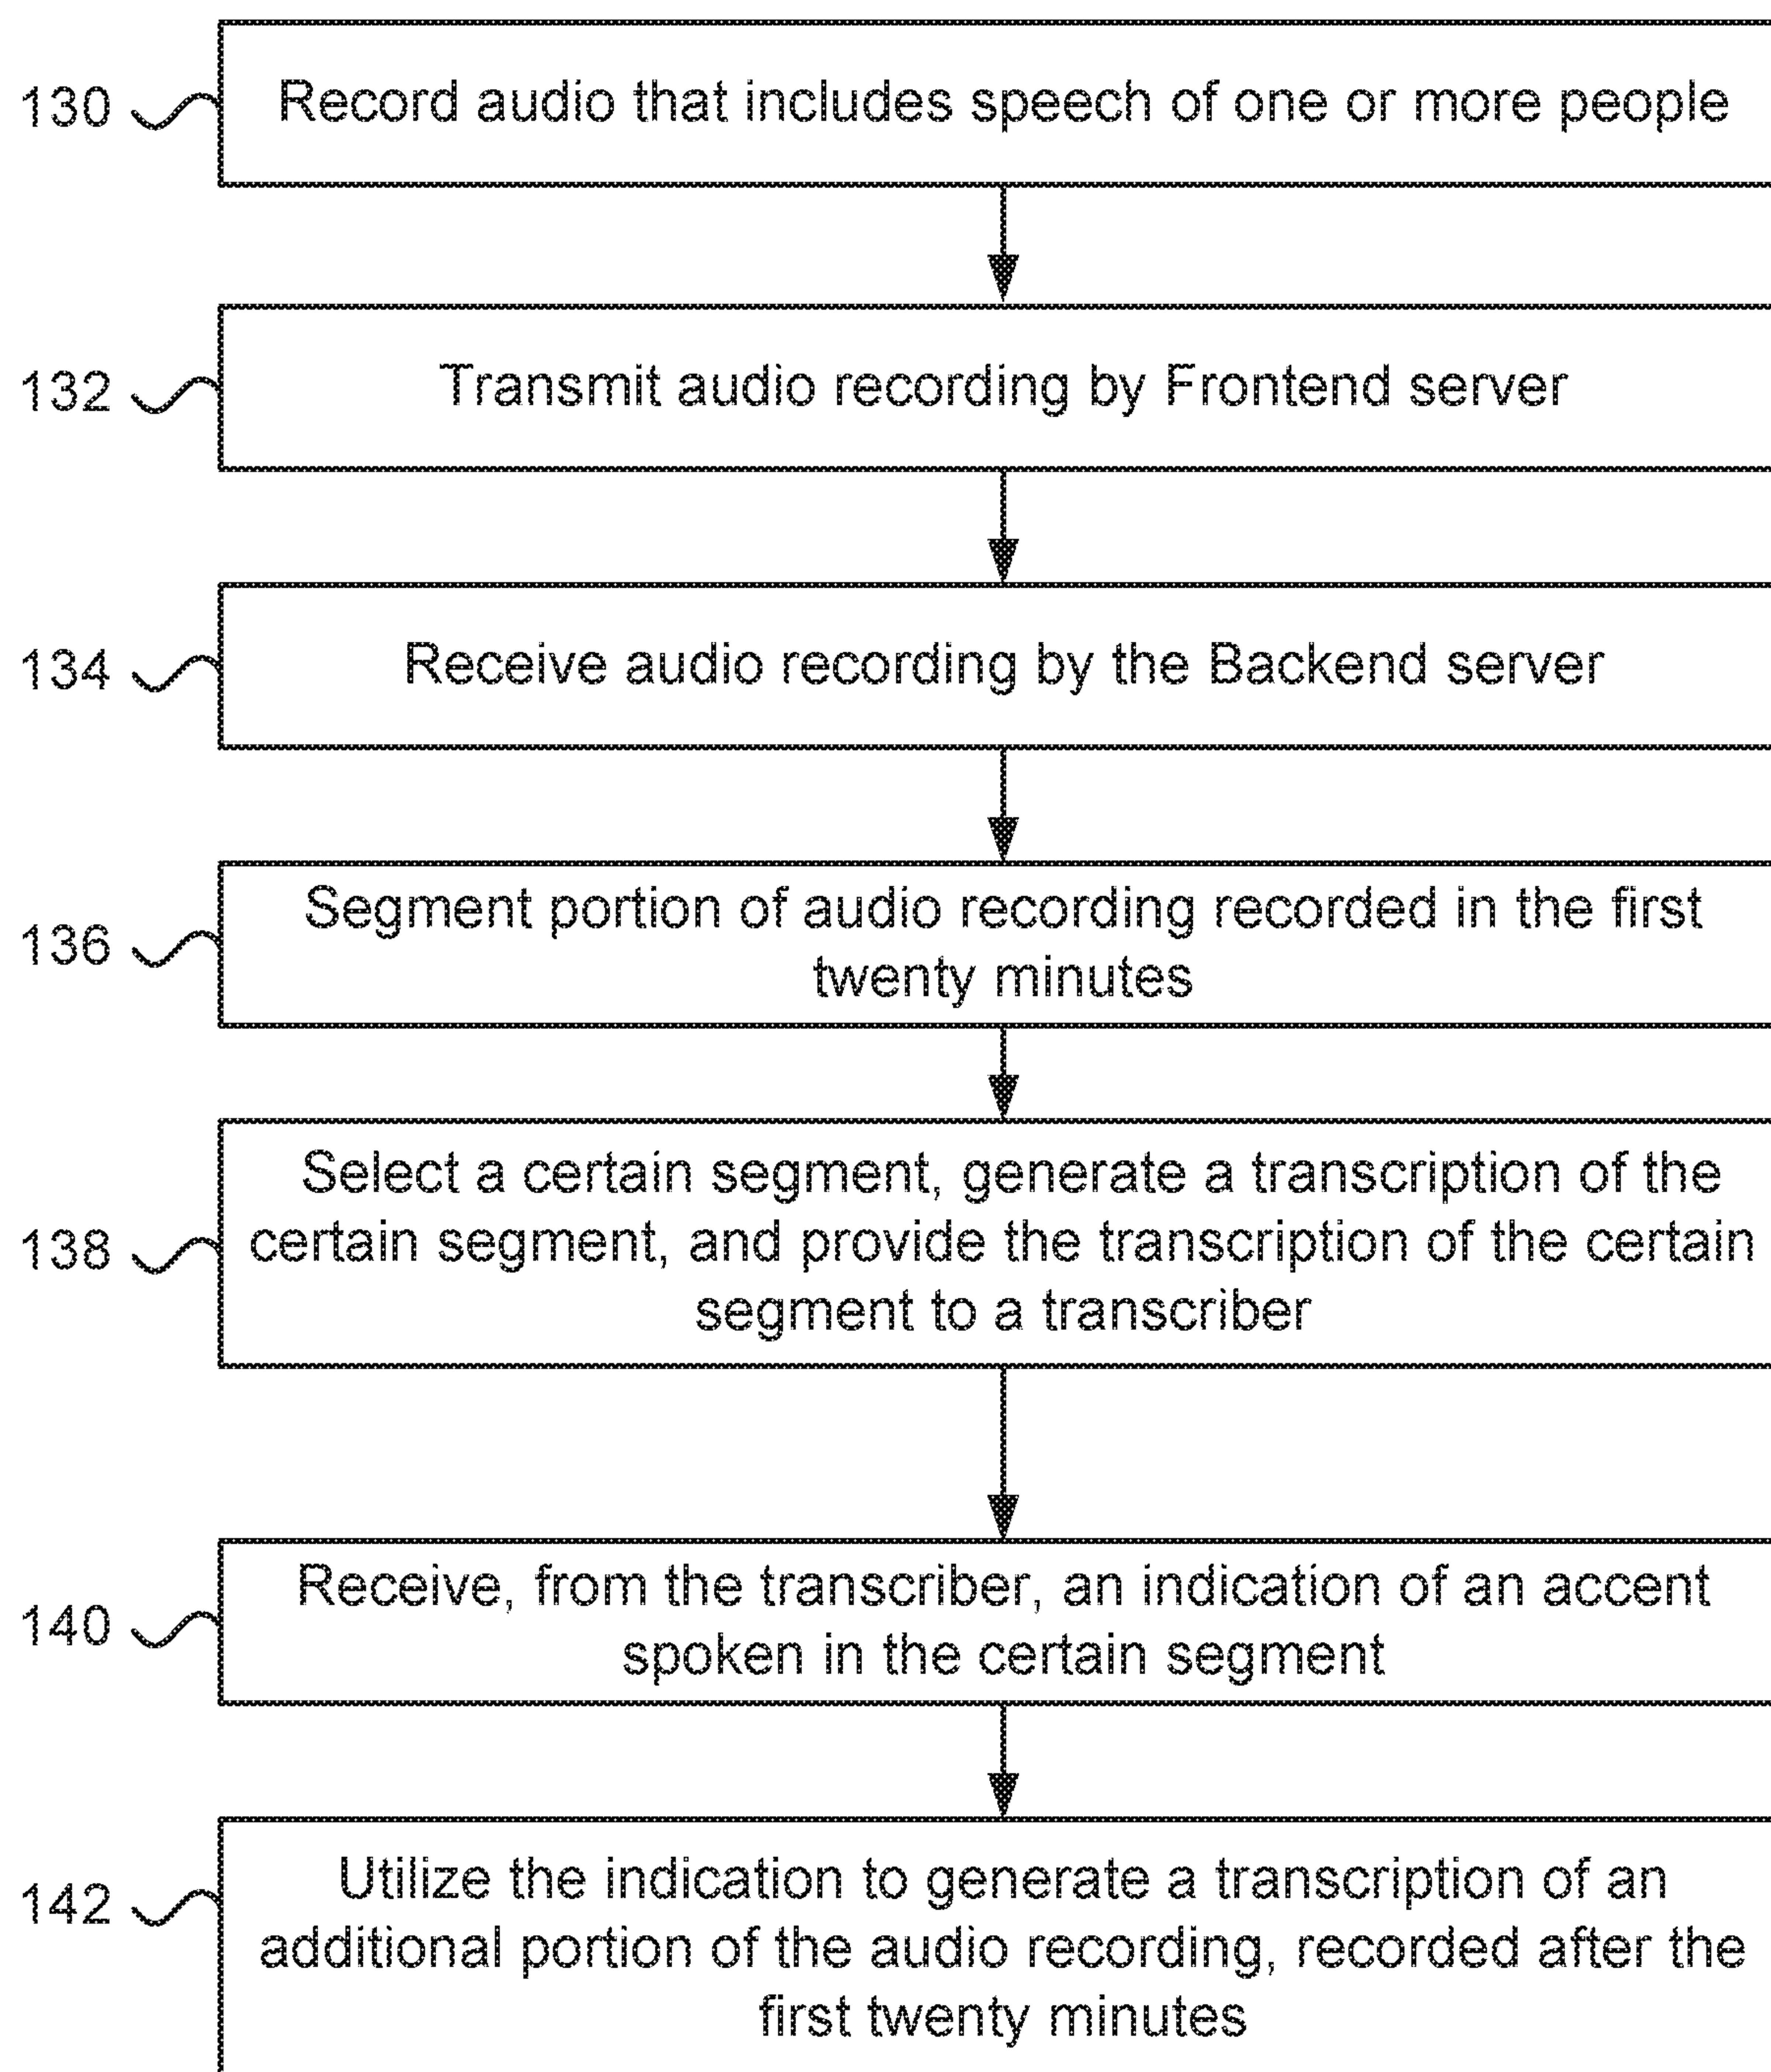 130
Record audio that includes speech of one or more people
132
Transmit audio recording by Frontend server
134
Receive audio recording by the Backend server
136
Segment portion of audio recording recorded in the first
twenty minutes
138
Select a certain segment, generate a transcription of the
certain segment, and provide the transcription of the certain
segment to a transcriber
140
Receive, from the transcriber, an indication of an accent
spoken in the certain segment
142
Utilize the indication to generate a transcription of an
additional portion of the audio recording, recorded after the
first twenty minutes